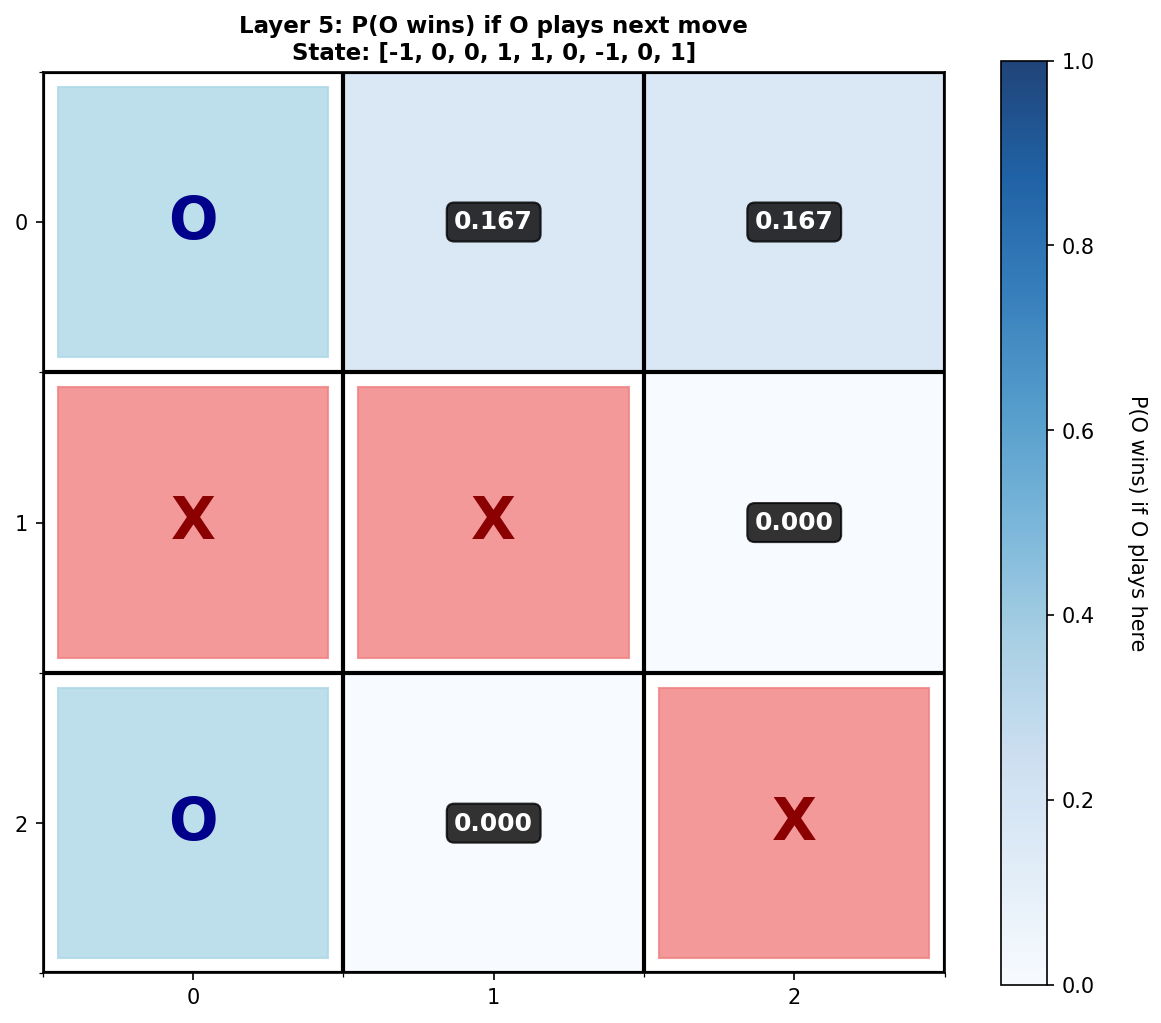 Layer 5: P(O wins) if O plays next move
State: [-1, 0, 0, 1, 1, 0, -1, 0, 1]
O
0.167
0.167
X
X
0.000
O
0.000
X
0
1
2
0
1
2
1.0
0.8
0.6
0.4
0.2
0.0
P(O wins) if O plays here